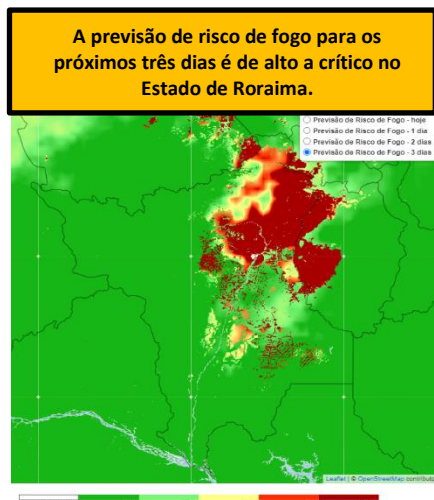 A previsão de risco de fogo para os
próximos três dias é de alto a crítico no
Estado de Roraima.
Previsão de Risco de Fogo - hoje
Previsão de Risco de Fogo - 1 dia
Previsão de Risco de Fogo - 2 dias
Previsão de Risco de Fogo - 3 dias
Leaflet | © OpenStreetMap